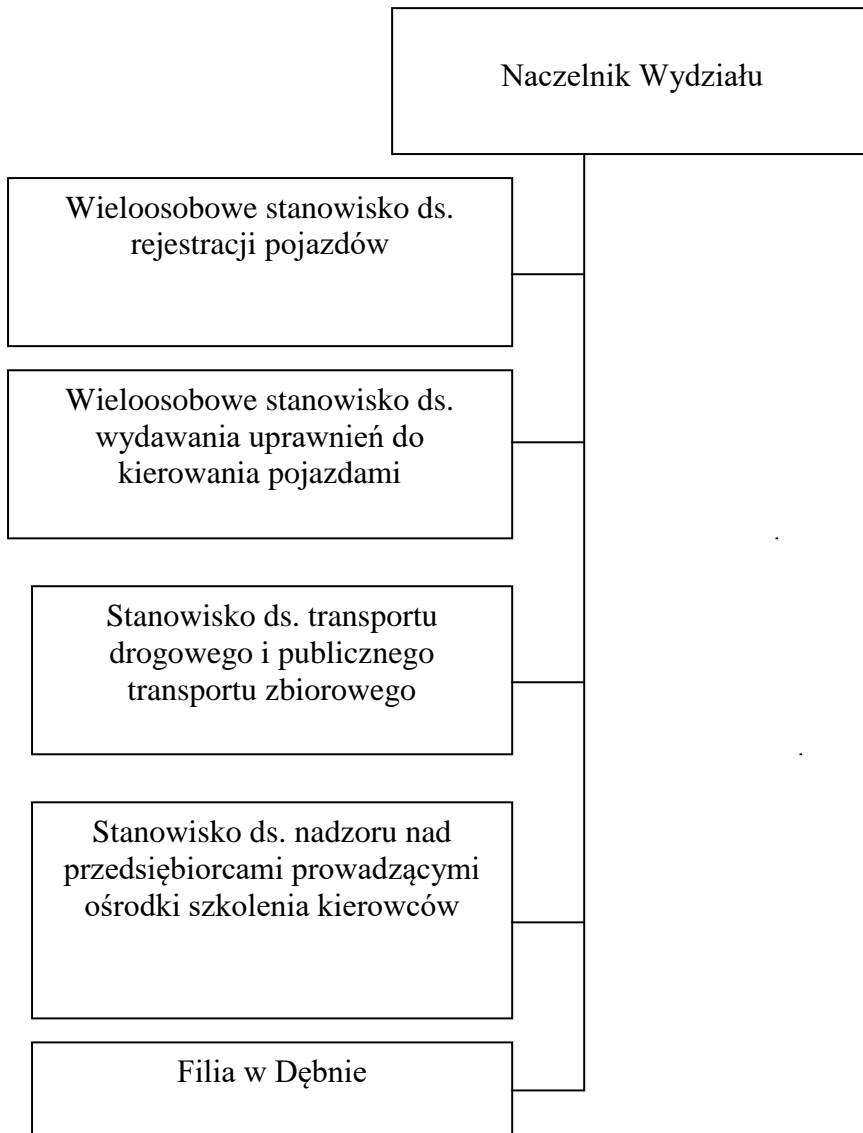 Naczelnik Wydziału
Wieloosobowe stanowisko ds.
rejestracji pojazdów
Wieloosobowe stanowisko ds.
wydawania uprawnień do
kierowania pojazdami
Stanowisko ds. transportu
drogowego i publicznego
transportu zbiorowego
Stanowisko ds. nadzoru nad
przedsiębiorcami prowadzącymi
ośrodki szkolenia kierowców
Filia w Dębnie